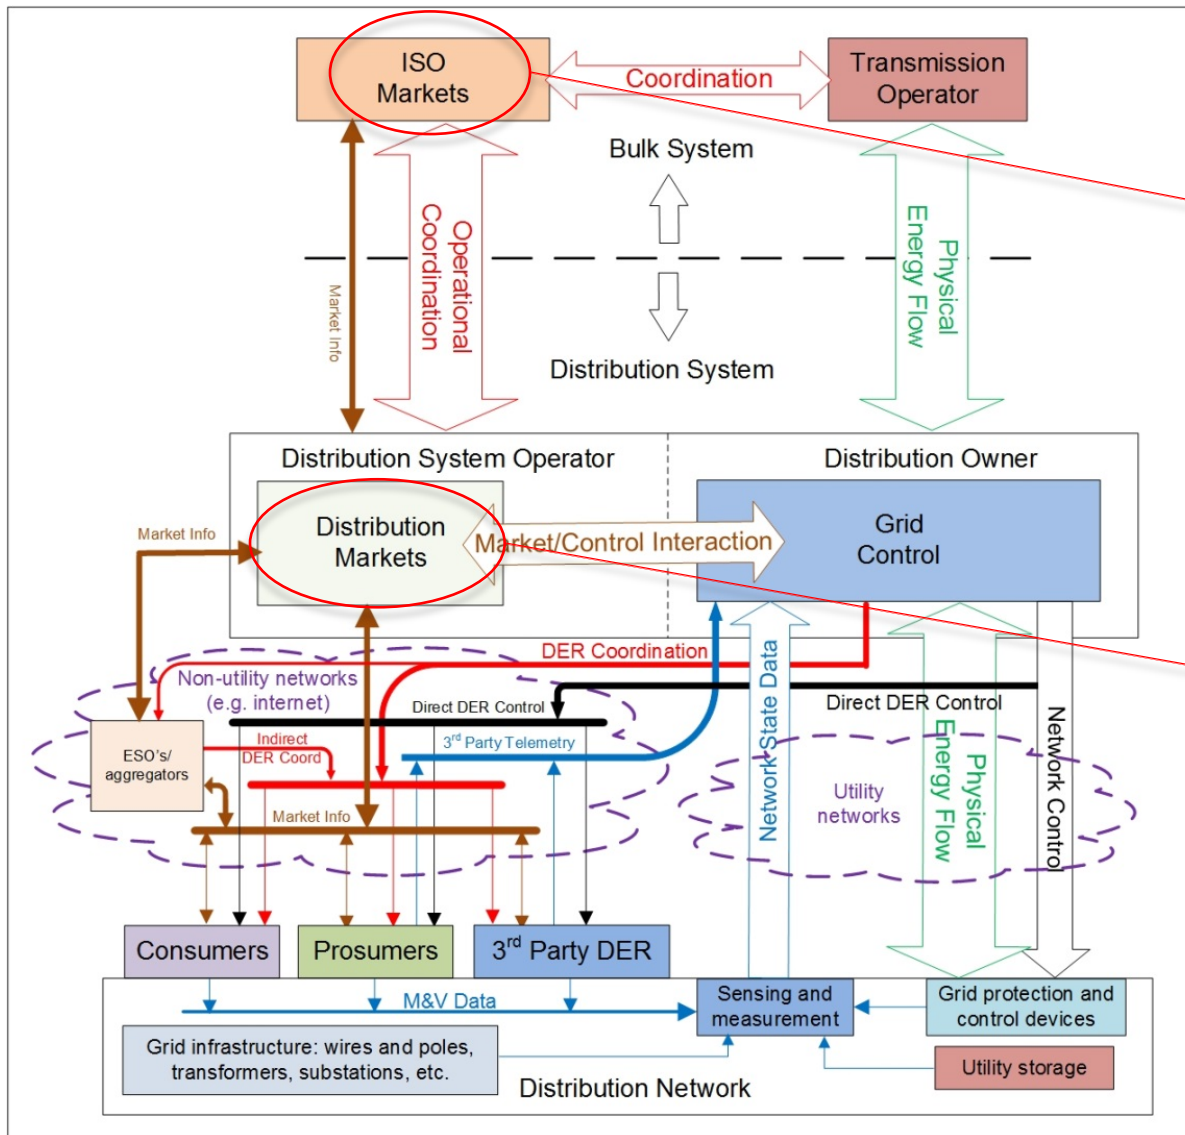 ISO
Markets
Coordination
Transmission
Operator
Bulk System
Operational
Coordination
Physical
Energy Flow
Market Info
Distribution System
Distribution System Operator
Distribution Owner
Distribution
Markets
Market/Control Interaction
Grid
Control
Market Info
DER Coordination
Non-utility networks
(e.g. internet)
Direct DER Control
Direct DER Control
3rd Party Telemetry
Indirect
DER Coord
ESO's/
aggregators
Market Info
Network State Data
Utility
networks
Physical
Energy Flow
Network Control
Consumers
Prosumers
3rd Party DER
M&V Data
Sensing and
measurement
Grid protection and
control devices
Grid infrastructure: wires and poles,
transformers, substations, etc.
Utility storage
Distribution Network